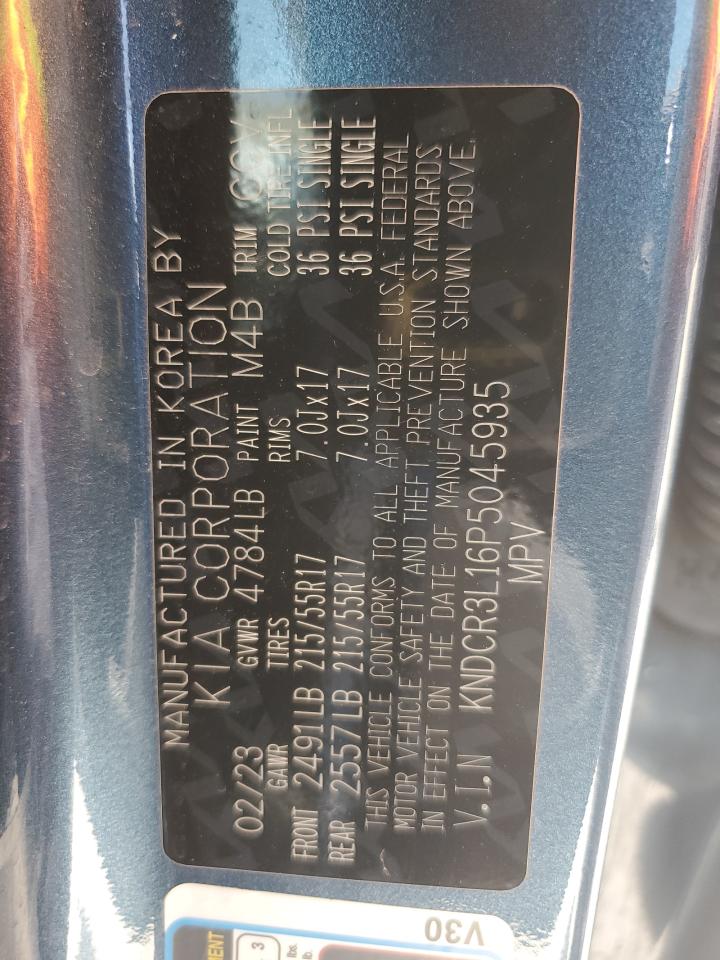 MANUFACTURED IN KOREA BY
KIA CORPORATION
02/23 GVWR 4784LB PAINT M4B TRIM
GAWR TIRES RIMS COLD TIRE INFL
FRONT 2491LB 215/55R17 7.0Jx17 36 PSI SINGLE
REAR 2557LB 215/55R17 7.0Jx17 36 PSI SINGLE
THIS VEHICLE CONFORMS TO ALL APPLICABLE U.S.A. FEDERAL
MOTOR VEHICLE SAFETY AND THEFT PREVENTION STANDARDS
IN EFFECT ON THE DATE OF MANUFACTURE SHOWN ABOVE.
V.I.N KNDCR3L16P5045935
MPV
V30